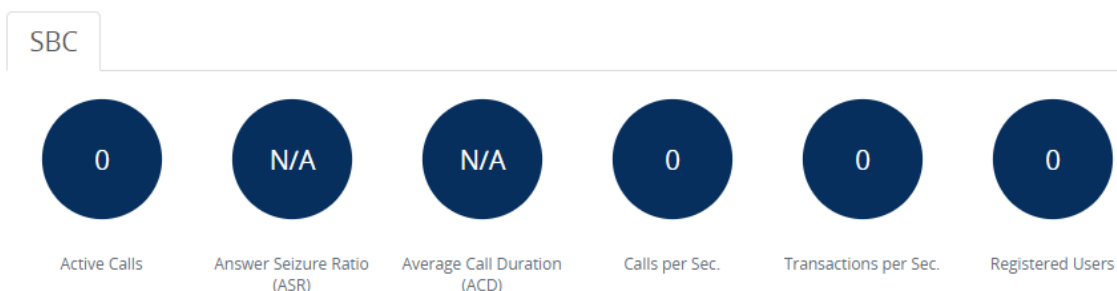 SBC
0
N/A
N/A
0
0
0
Active Calls
Answer Seizure Ratio
(ASR)
Average Call Duration
(ACD)
Calls per Sec.
Transactions per Sec.
Registered Users